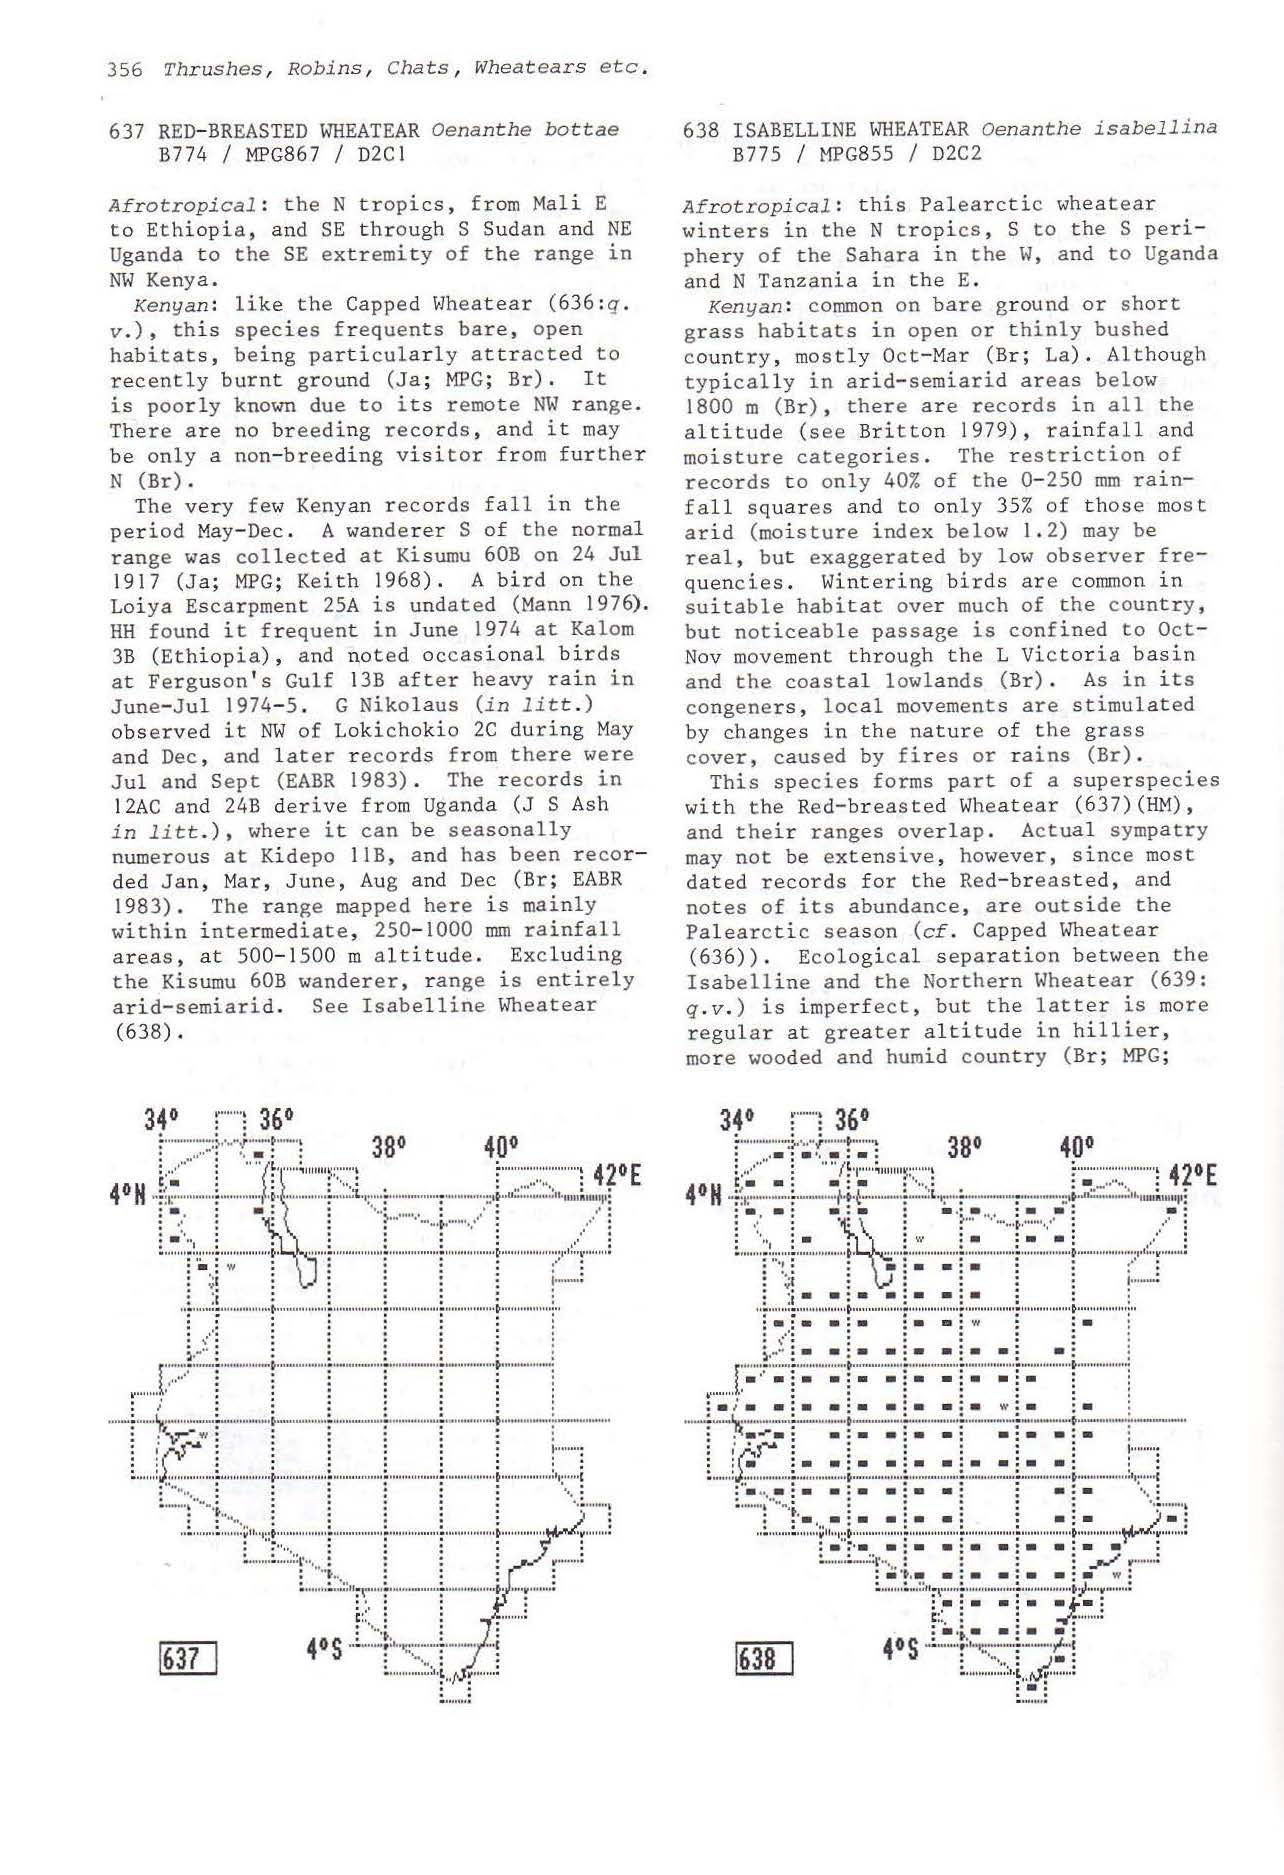 356 Thrushes, Robins, Chats, Wheatears etc.
637 RED-BREASTED WHEATEAR Oenanthe bottae
B774 / MPG867 / D2C1
Afrotropical: the N tropics, from Mali E
to Ethiopia, and SE through S Sudan and NE
Uganda to the SE extremity of the range in
NW Kenya.
Kenyan: like the Capped Wheatear (636:q.
v.), this species frequents bare, open
habitats, being particularly attracted to
recently burnt ground (Ja; MPG; Br). It
is poorly known due to its remote NW range.
There are no breeding records, and it may
be only a non-breeding visitor from further
N (Br).
The very few Kenyan records fall in the
period May-Dec. A wanderer S of the normal
range was collected at Kisumu 60B on 24 Jul
1917 (Ja; MPG; Keith 1968). A bird on the
Loiya Escarpment 25A is undated (Mann 1976).
HH found it frequent in June 1974 at Kalom
3B (Ethiopia), and noted occasional birds
at Ferguson's Gulf 13B after heavy rain in
June-Jul 1974-5. G Nikolaus (in litt.)
observed it NW of Lokichokio 2C during May
and Dec, and later records from there were
Jul and Sept (EABR 1983). The records in
12AC and 24B derive from Uganda (J S Ash
in litt.), where it can be seasonally
numerous at Kidepo 11B, and has been recor-
ded Jan, Mar, June, Aug and Dec (Br; EABR
1983). The range mapped here is mainly
within intermediate, 250-1000 mm rainfall
areas, at 500-1500 m altitude. Excluding
the Kisumu 60B wanderer, range is entirely
arid-semiarid. See Isabelline Wheatear
(638).
34° 36°
38° 40°
42°E
4°N
w
w
637
4°S
638 ISABELLINE WHEATEAR Oenanthe isabellina
B775 / MPG855 / D2C2
Afrotropical: this Palearctic wheatear
winters in the N tropics, S to the S peri-
phery of the Sahara in the W, and to Uganda
and N Tanzania in the E.
Kenyan: common on bare ground or short
grass habitats in open or thinly bushed
country, mostly Oct-Mar (Br; La). Although
typically in arid-semiarid areas below
1800 m (Br), there are records in all the
altitude (see Britton 1979), rainfall and
moisture categories. The restriction of
records to only 40% of the 0-250 mm rain-
fall squares and to only 35% of those most
arid (moisture index below 1.2) may be
real, but exaggerated by low observer fre-
quencies. Wintering birds are common in
suitable habitat over much of the country,
but noticeable passage is confined to Oct-
Nov movement through the L Victoria basin
and the coastal lowlands (Br). As in its
congeners, local movements are stimulated
by changes in the nature of the grass
cover, caused by fires or rains (Br).
This species forms part of a superspecies
with the Red-breasted Wheatear (637)(HM),
and their ranges overlap. Actual sympatry
may not be extensive, however, since most
dated records for the Red-breasted, and
notes of its abundance, are outside the
Palearctic season (cf. Capped Wheatear
(636)). Ecological separation between the
Isabelline and the Northern Wheatear (639:
q.v.) is imperfect, but the latter is more
regular at greater altitude in hillier,
more wooded and humid country (Br; MPG;
34° 36°
38° 40°
42°E
4°N
w
w
w
w
638
4°S